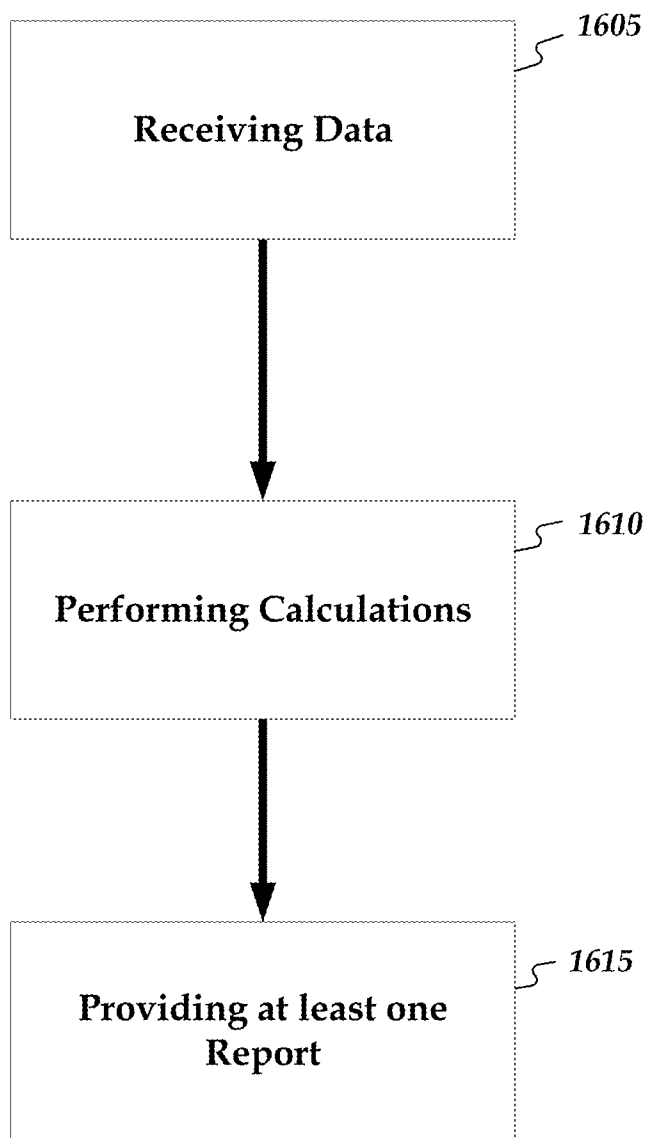 1605
Receiving Data
1610
Performing Calculations
1615
Providing at least one
Report